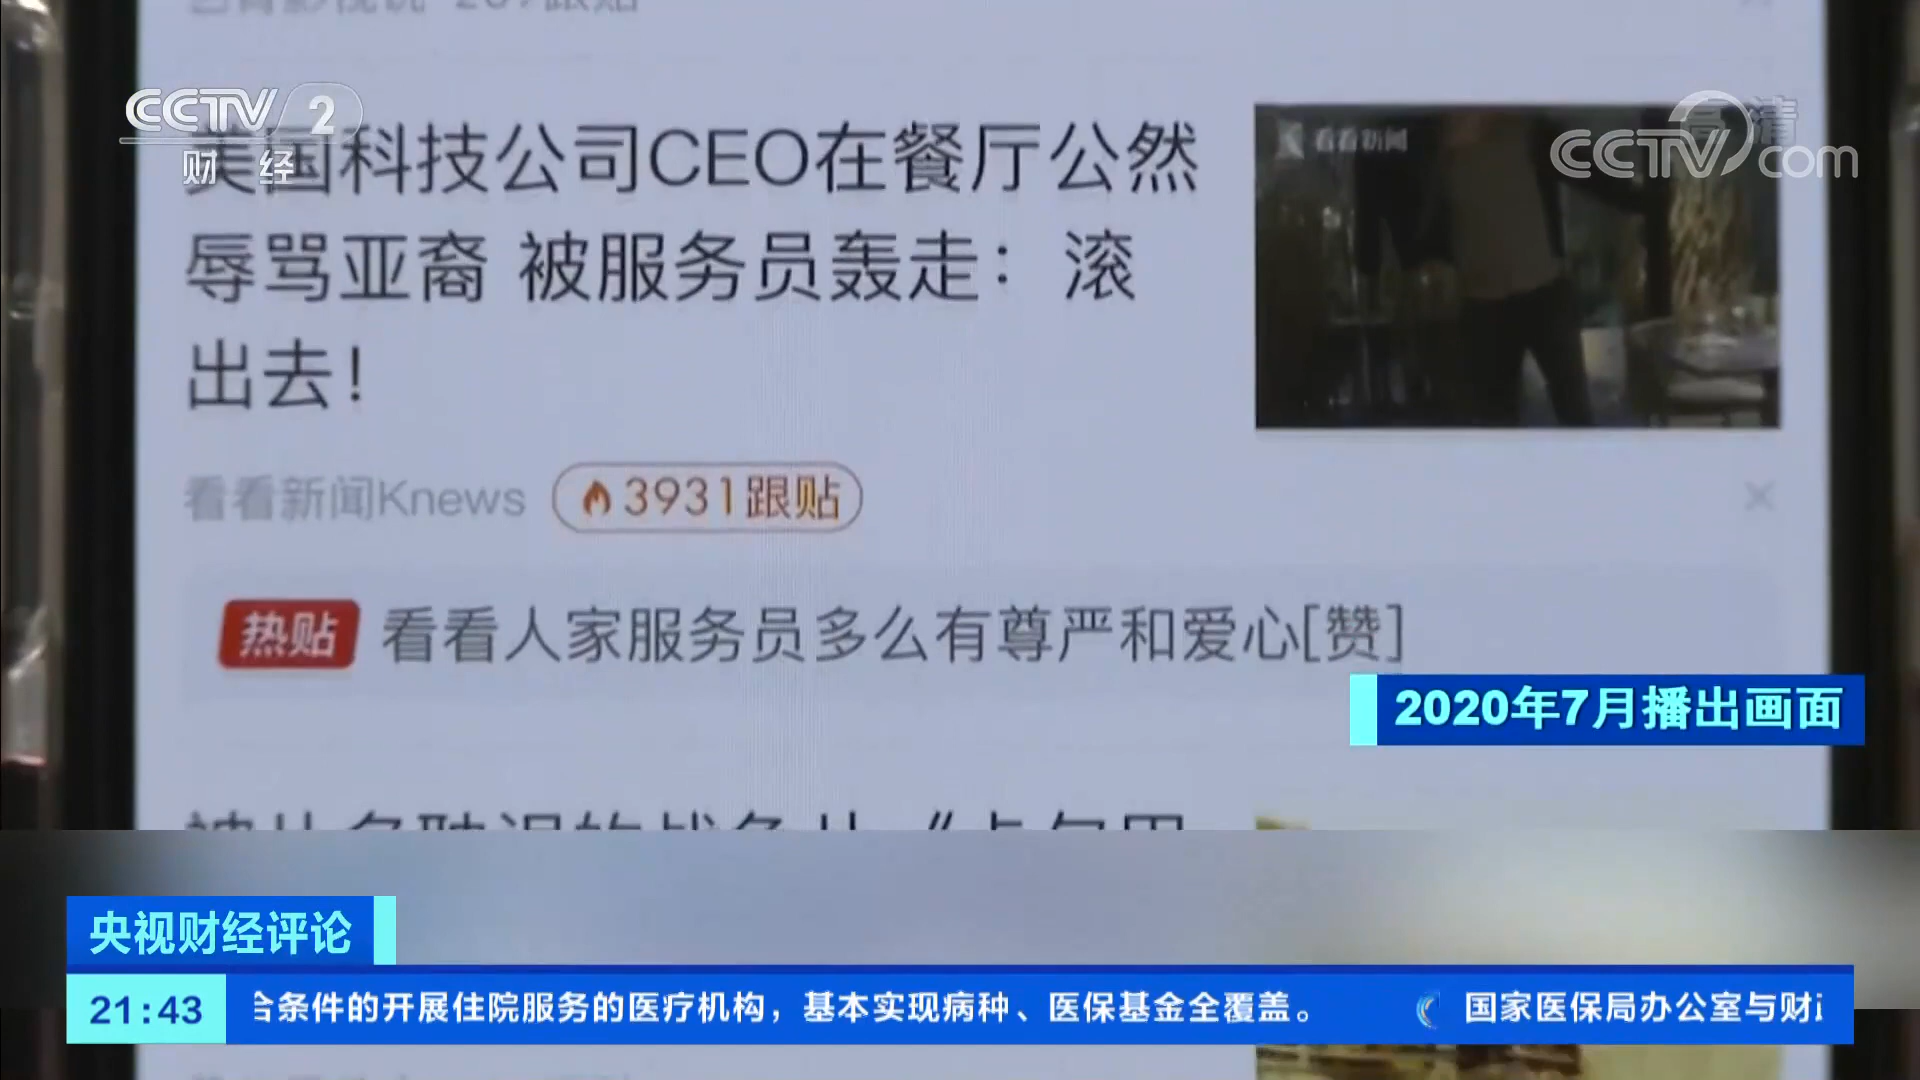 CCTV 2
财 经
高清
CCTV com
美国科技公司CEO在餐厅公然
辱骂亚裔 被服务员轰走：滚
出去！
看看新闻
看看新闻Knews
3931跟贴
热贴
看看人家服务员多么有尊严和爱心[赞]
2020年7月播出画面
央视财经评论
21:43
合条件的开展住院服务的医疗机构，基本实现病种、医保基金全覆盖。
国家医保局办公室与财